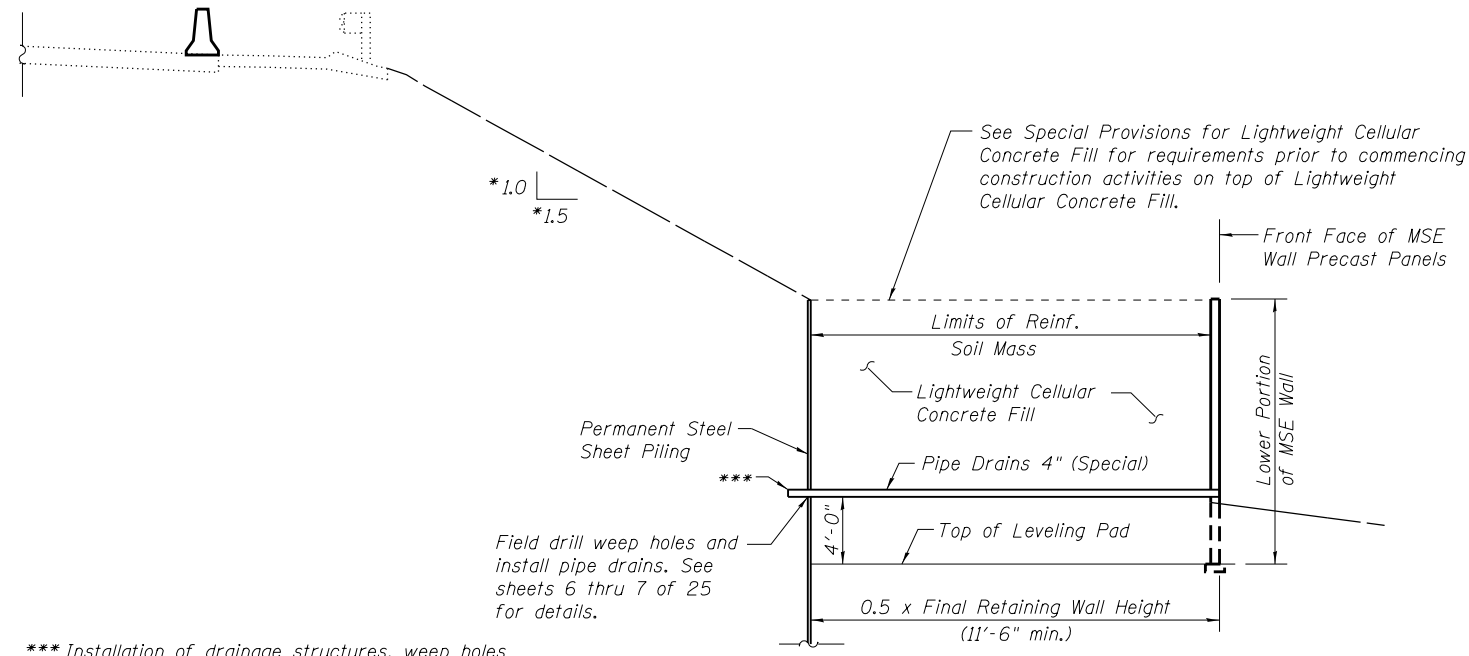 See Special Provisions for Lightweight Cellular
Concrete Fill for requirements prior to commencing
construction activities on top of Lightweight
Cellular Concrete Fill.
*1.0
*1.5
Front Face of MSE
Wall Precast Panels
Limits of Reinf.
Soil Mass
Lightweight Cellular
Concrete Fill
Lower Portion
of MSE Wall
Permanent Steel
Sheet Piling
Pipe Drains 4" (Special)
***
4'-0"
Top of Leveling Pad
Field drill weep holes and
install pipe drains. See
sheets 6 thru 7 of 25
for details.
0.5 x Final Retaining Wall Height
(11'-6" min.)
*** Installation of drainage structures, weep holes